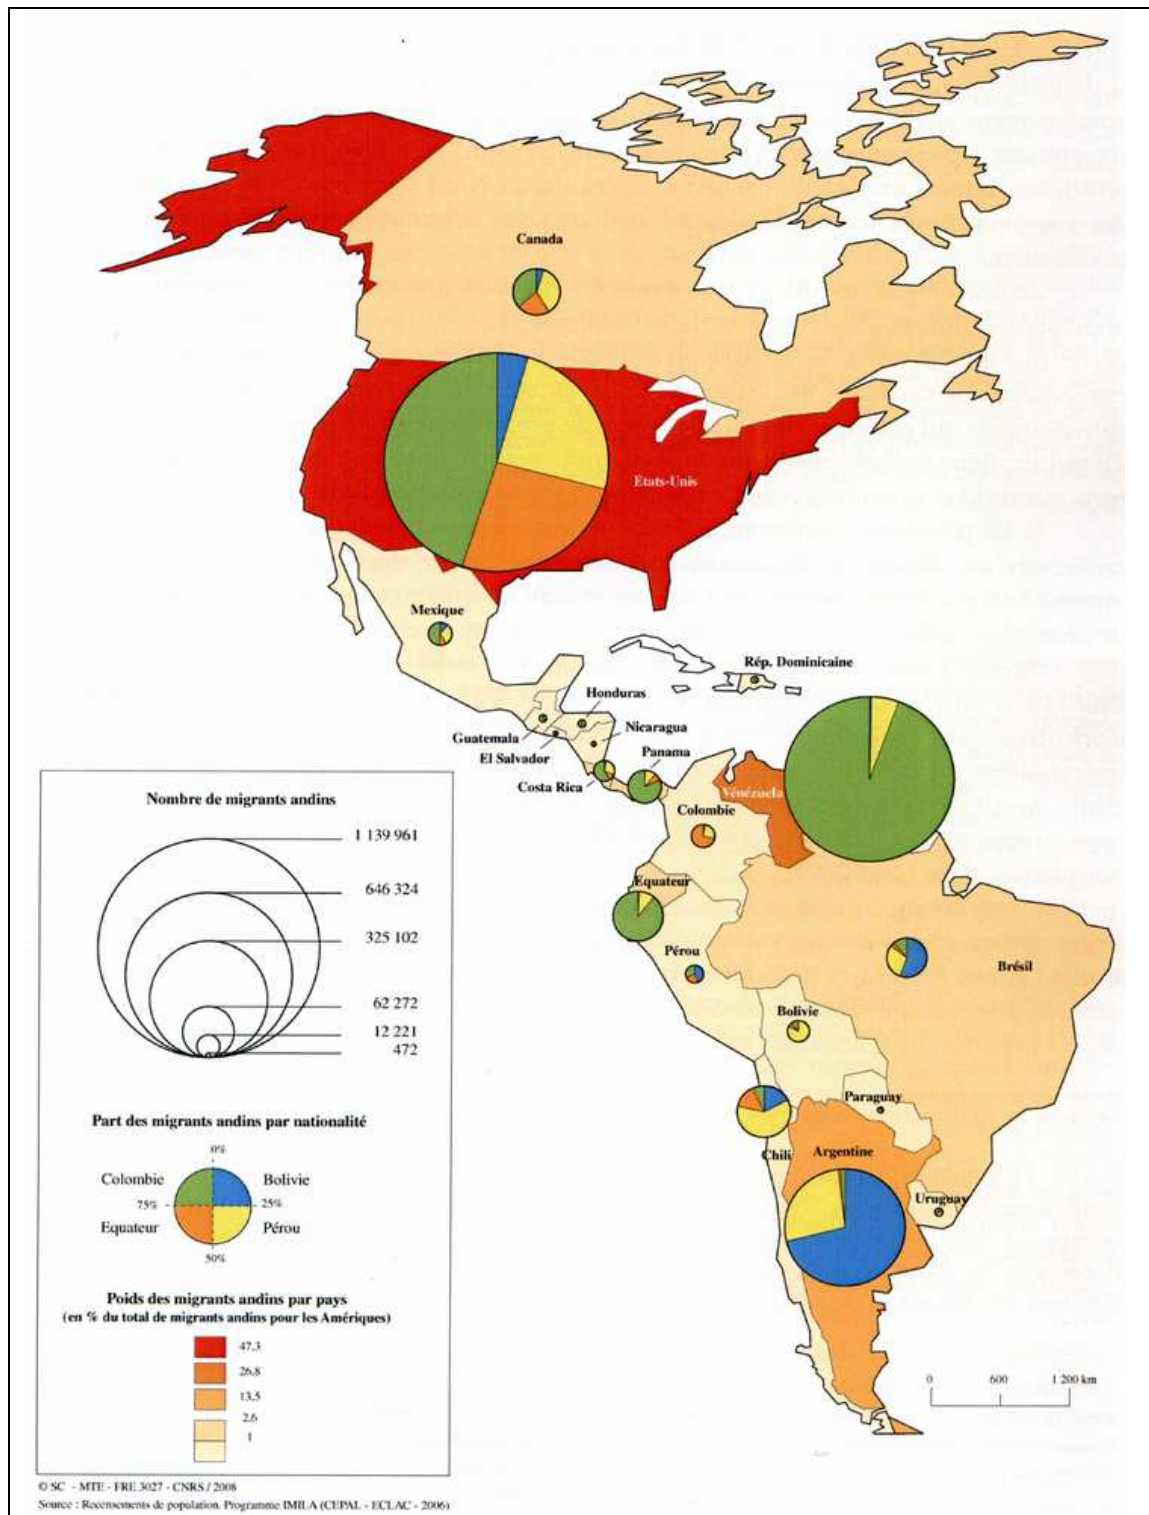 Canada
Etats-Unis
Mexique
Rép. Dominicaine
Honduras
Guatemala
Nicaragua
El Salvador
Panama
Costa Rica
Vénézuela
Colombie
Equateur
Pérou
Brésil
Bolivie
Paraguay
Chili
Argentine
Uruguay
0 600 1 200 km
Nombre de migrants andins
1 139 961
646 324
325 102
62 272
12 221
472
Part des migrants andins par nationalité
0%
Colombie Bolivie
75% 25%
Equateur Pérou
50%
Poids des migrants andins par pays
(en % du total de migrants andins pour les Amériques)
47,3
26,8
13,5
2,6
1
© SC - MTE - FRE 3027 - CNRS / 2008
Source : Recensements de population. Programme IMILA (CEPAL - ECLAC - 2006)